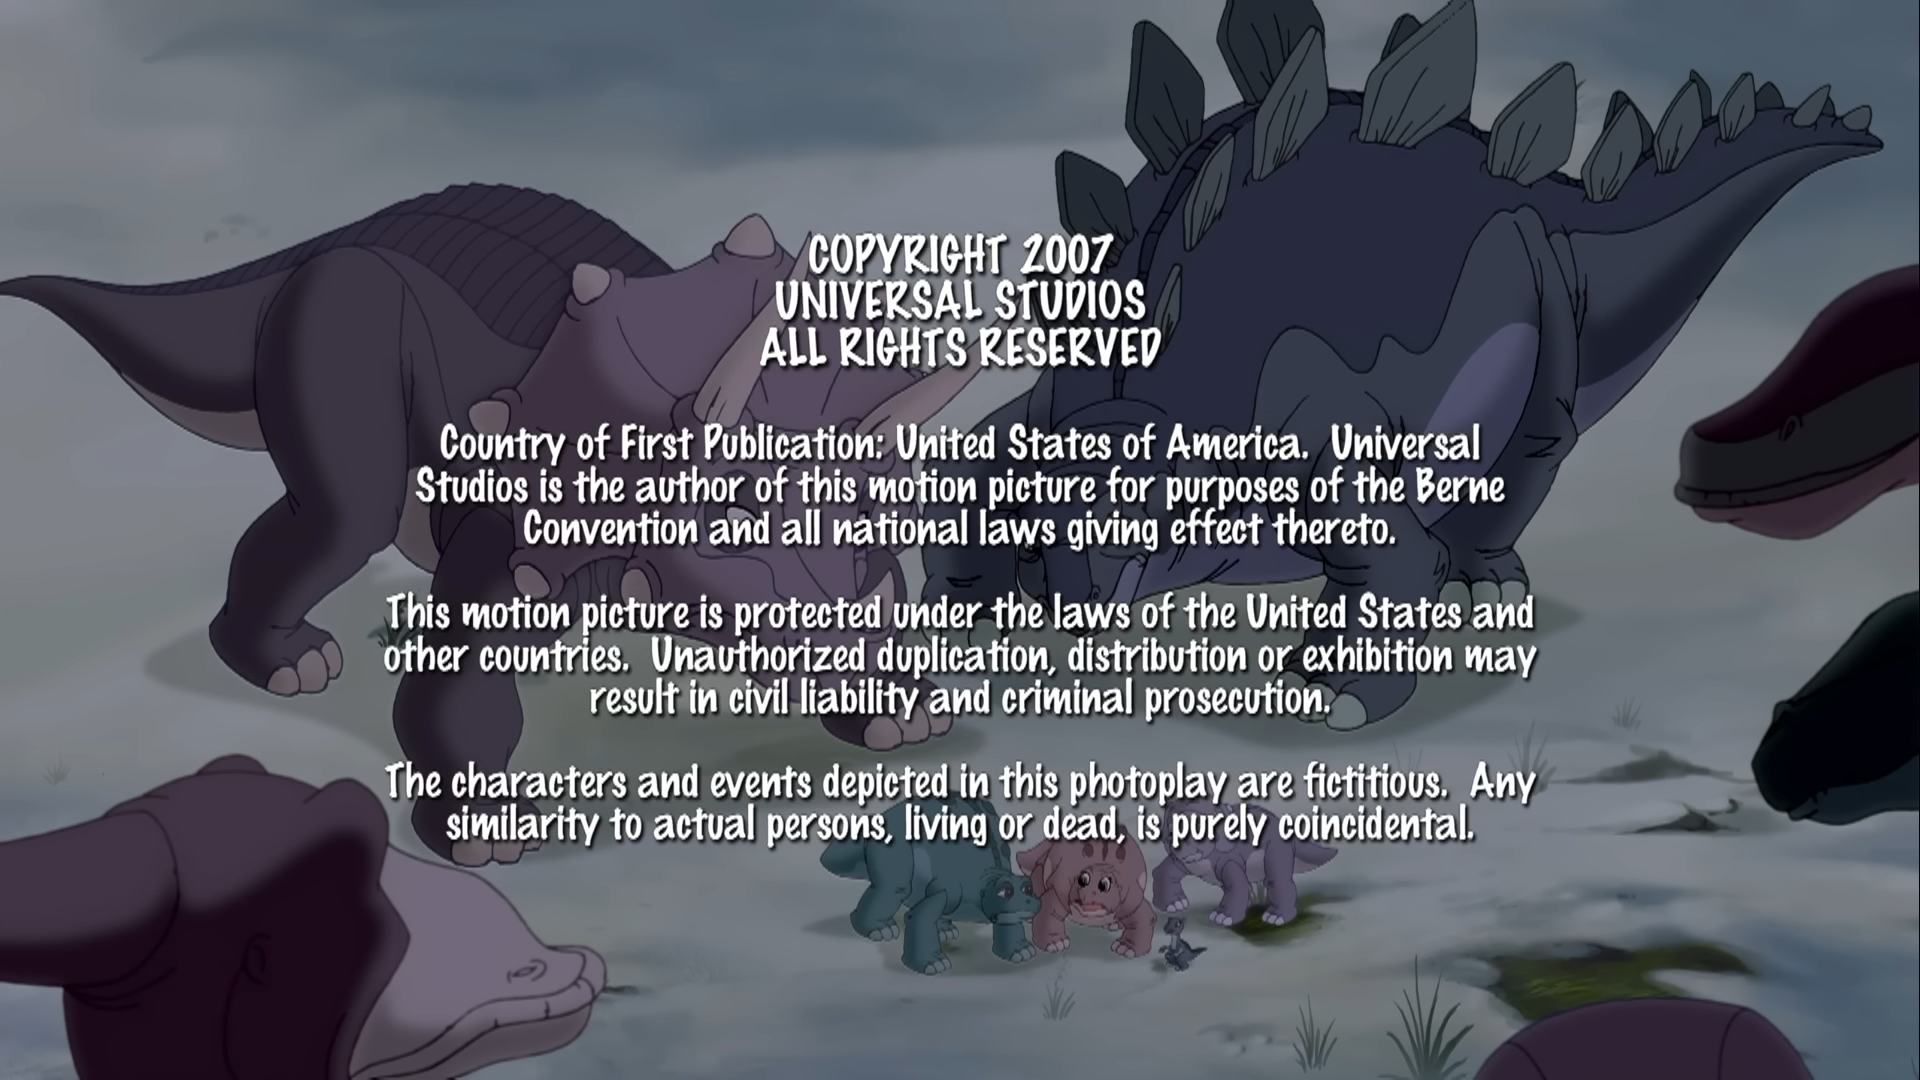 COPYRIGHT 2007
UNIVERSAL STUDIOS
ALL RIGHTS RESERVED
Country of First Publication: United States of America.  Universal
Studios is the author of this motion picture for purposes of the Berne
Convention and all national laws giving effect thereto.
This motion picture is protected under the laws of the United States and
other countries.  Unauthorized duplication, distribution or exhibition may
result in civil liability and criminal prosecution.
The characters and events depicted in this photoplay are fictitious.  Any
similarity to actual persons, living or dead, is purely coincidental.